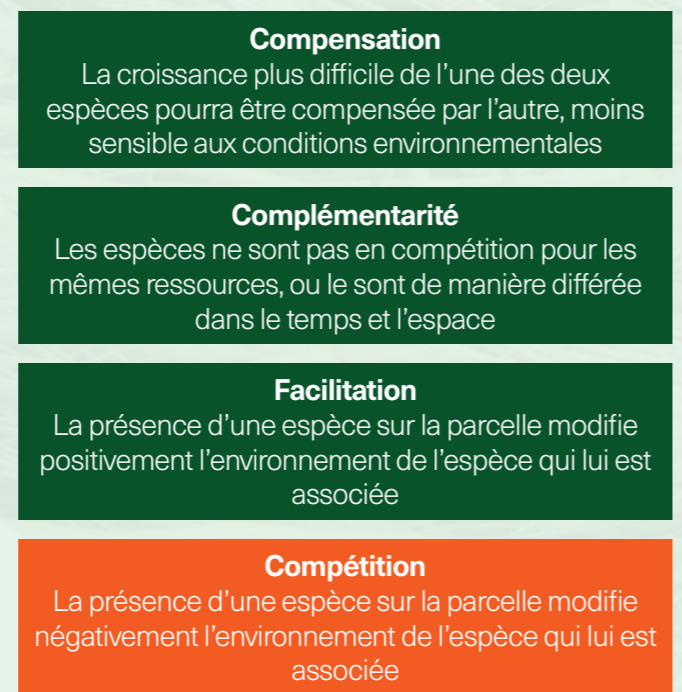 Compensation
La croissance plus difficile de l’une des deux
espèces pourra être compensée par l’autre, moins
sensible aux conditions environnementales
Complémentarité
Les espèces ne sont pas en compétition pour les
mêmes ressources, ou le sont de manière différée
dans le temps et l’espace
Facilitation
La présence d’une espèce sur la parcelle modifie
positivement l’environnement de l’espèce qui lui est
associée
Compétition
La présence d’une espèce sur la parcelle modifie
négativement l’environnement de l’espèce qui lui est
associée